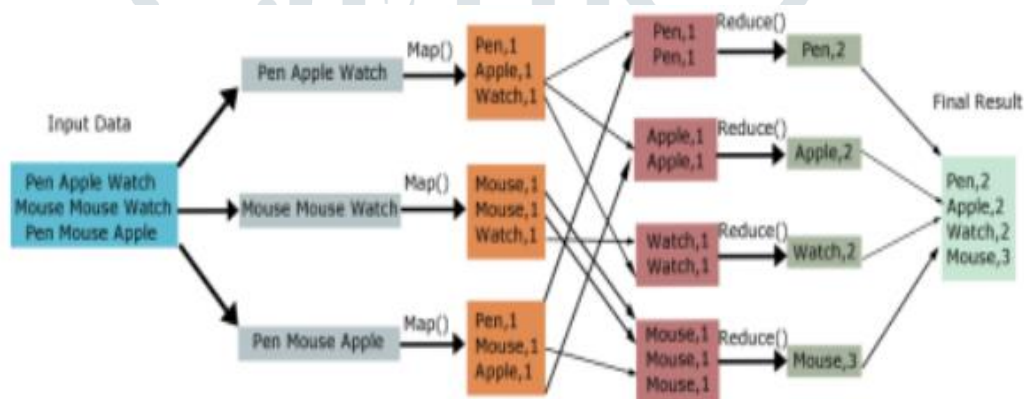 Input Data
Pen Apple Watch
Mouse Mouse Watch
Pen Mouse Apple
Pen Apple Watch
Mouse Mouse Watch
Pen Mouse Apple
Map()
Map()
Map()
Pen,1
Apple,1
Watch,1
Mouse,1
Mouse,1
Watch,1
Pen,1
Mouse,1
Apple,1
Pen,1
Pen,1
Apple,1
Apple,1
Watch,1
Watch,1
Mouse,1
Mouse,1
Mouse,1
Reduce()
Reduce()
Reduce()
Reduce()
Pen,2
Apple,2
Watch,2
Mouse,3
Final Result
Pen,2
Apple,2
Watch,2
Mouse,3